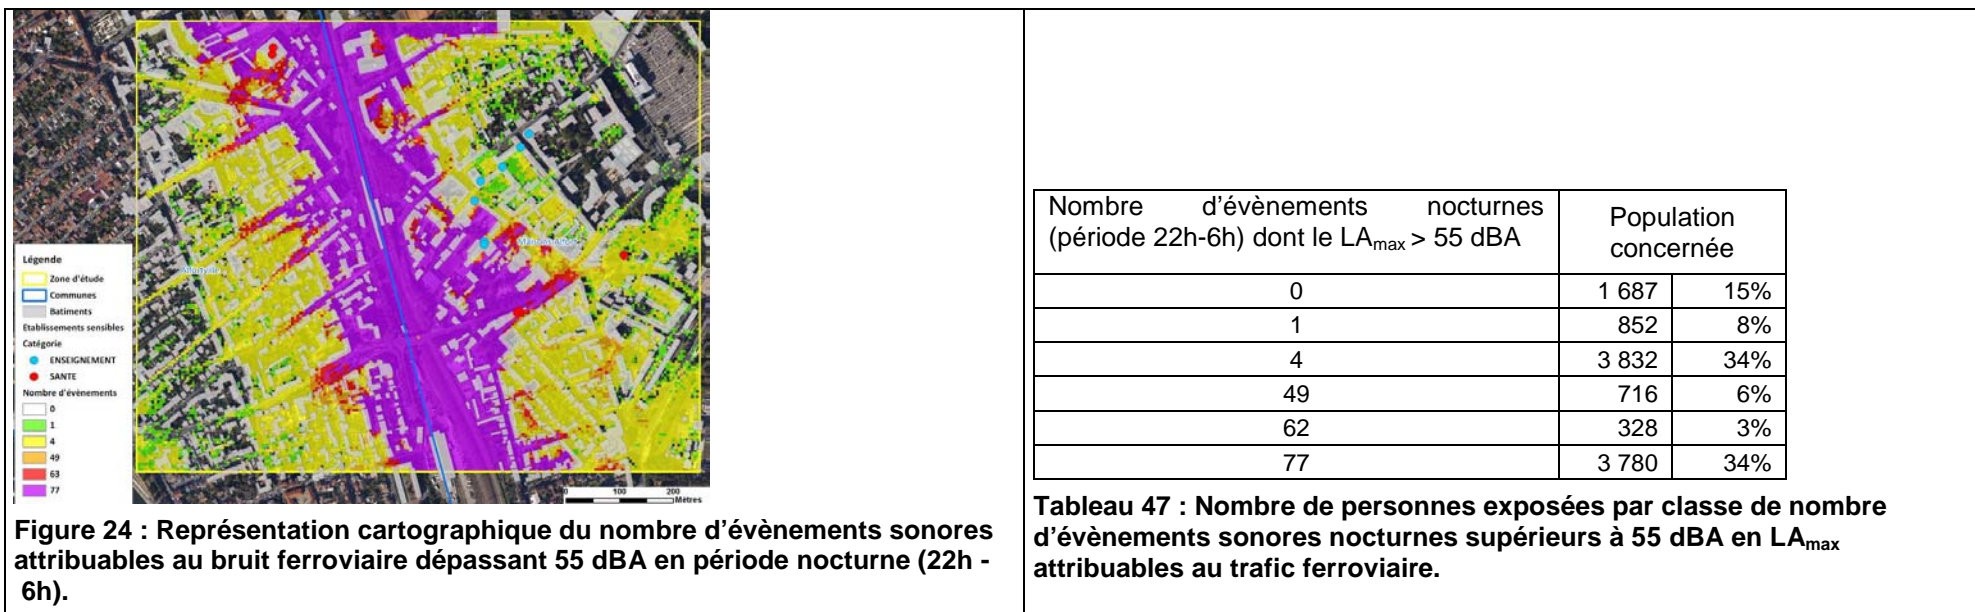 Légende
Zone d'étude
Communes
Batiments
Etablissements sensibles
Catégorie
ENSEIGNEMENT
SANTE
Nombre d'évènements
0
1
4
49
63
77
0 100 200
Mètres
Figure 24 : Représentation cartographique du nombre d'évènements sonores
attribuables au bruit ferroviaire dépassant 55 dBA en période nocturne (22h -
6h).
Nombre d'évènements nocturnes
(période 22h-6h) dont le LAmax > 55 dBA
Population
concernée
0 1 687 15%
1 852 8%
4 3 832 34%
49 716 6%
62 328 3%
77 3 780 34%
Tableau 47 : Nombre de personnes exposées par classe de nombre
d'évènements sonores nocturnes supérieurs à 55 dBA en LAmax
attribuables au trafic ferroviaire.